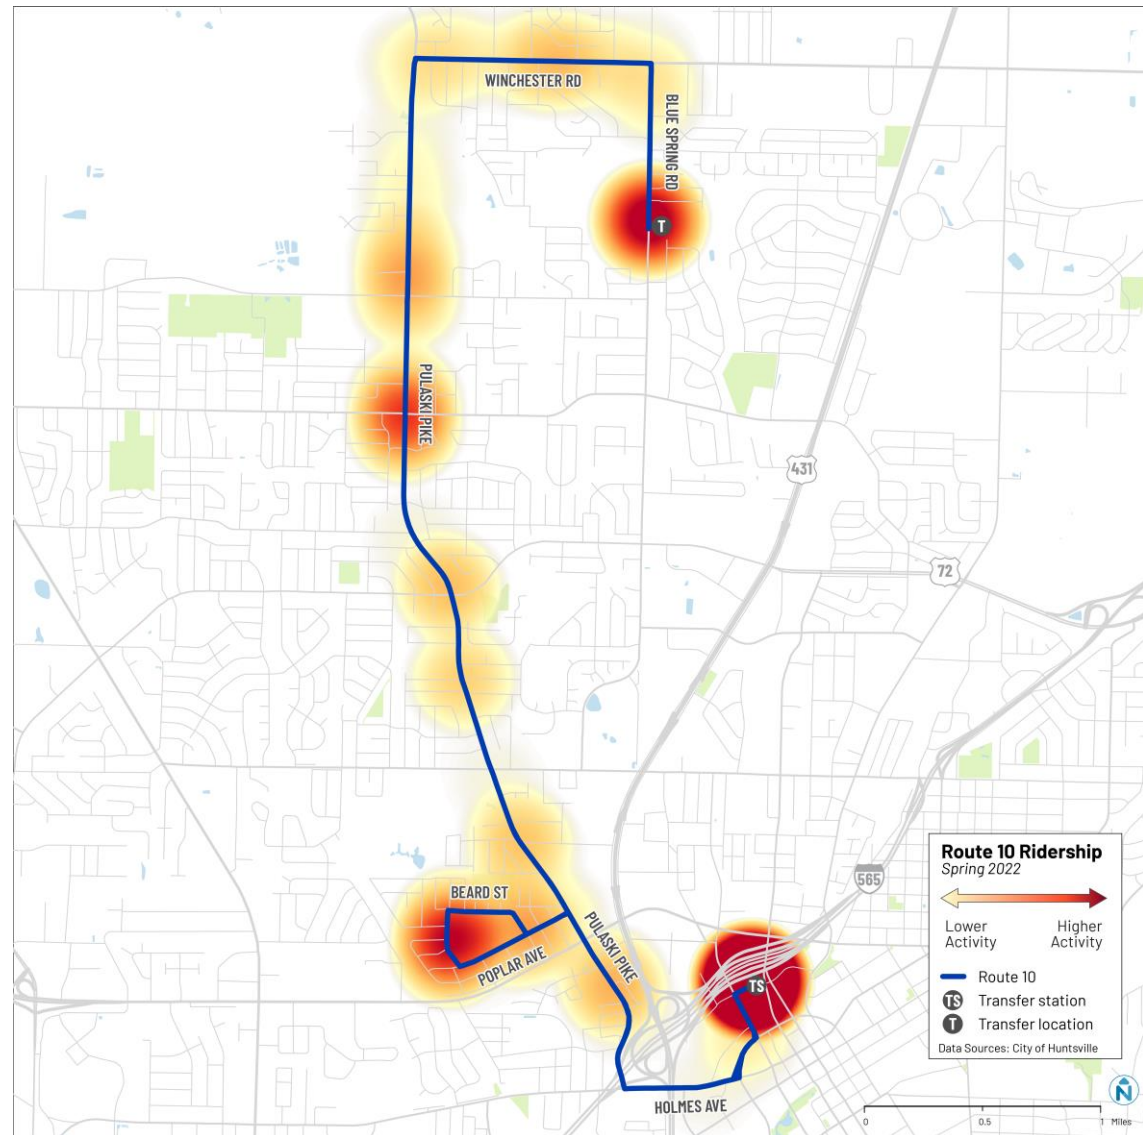 WINCHESTER RD
BLUE SPRING RD
T
PULASKI PIKE
431
72
BEARD ST
POPLAR AVE
PULASKI PIKE
565
TS
HOLMES AVE
Route 10 Ridership
Spring 2022
Lower
Activity
Higher
Activity
Route 10
TS Transfer station
T Transfer location
Data Sources: City of Huntsville
N
0 0.5 1 Miles